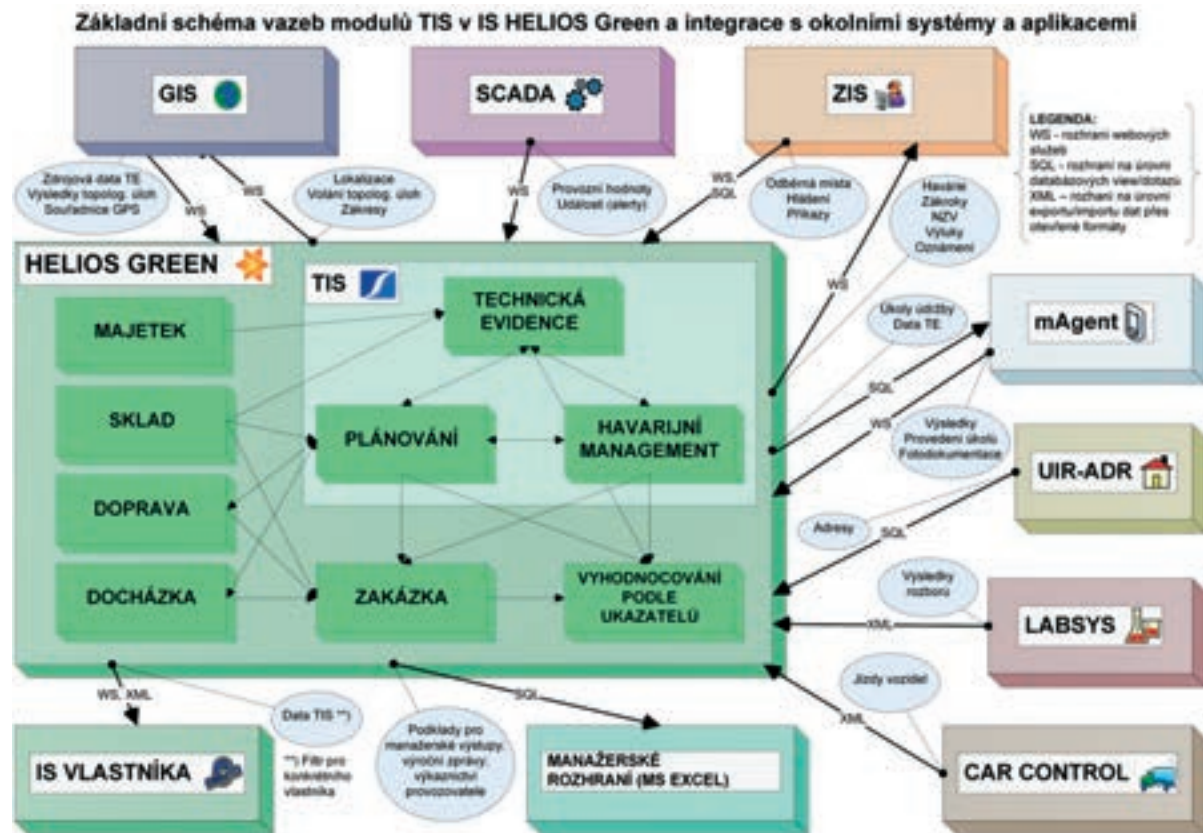 Základní schéma vazeb modulů TIS v IS HELIOS Green a integrace s okolními systémy a aplikacemi
GIS
SCADA
ZIS
LEGENDA:
WS - rozhraní webových
služeb
SQL - rozhraní na úrovni
databázových view/dotazů
XML – rozhaní na úrovni
exportu/importu dat přes
otevřené formáty
Zdrojová data TE
Výsledky topolog. úloh
Souřadnice GPS
WS
WS
Lokalizace
Volání topolog. úloh
Zákresy
WS
Provozní hodnoty
Události (alerty)
WS,
SQL
Odběrná místa
Hlášení
Příkazy
Havárie
Zákroky
NZV
Výluky
Oznámení
WS
HELIOS GREEN
TIS
TECHNICKÁ
EVIDENCE
MAJETEK
SKLAD
PLÁNOVÁNÍ
HAVARIJNÍ
MANAGEMENT
DOPRAVA
DOCHÁZKA
ZAKÁZKA
VYHODNOCOVÁNÍ
PODLE
UKAZATELŮ
Úkoly údržby
Data TE
mAgent
SQL
WS
Výsledky
Provedení úkolů
Fotodokumentace
UIR-ADR
Adresy
SQL
Výsledky
rozborů
LABSYS
XML
Jízdy vozidel
XML
CAR CONTROL
WS, XML
Data TIS **)
**) Filtr pro
konkrétního
vlastníka
IS VLASTNÍKA
Podklady pro
manažerské výstupy,
výroční zprávy,
výkaznictví
provozovatele
SQL
MANAŽERSKÉ
ROZHRANÍ (MS EXCEL)